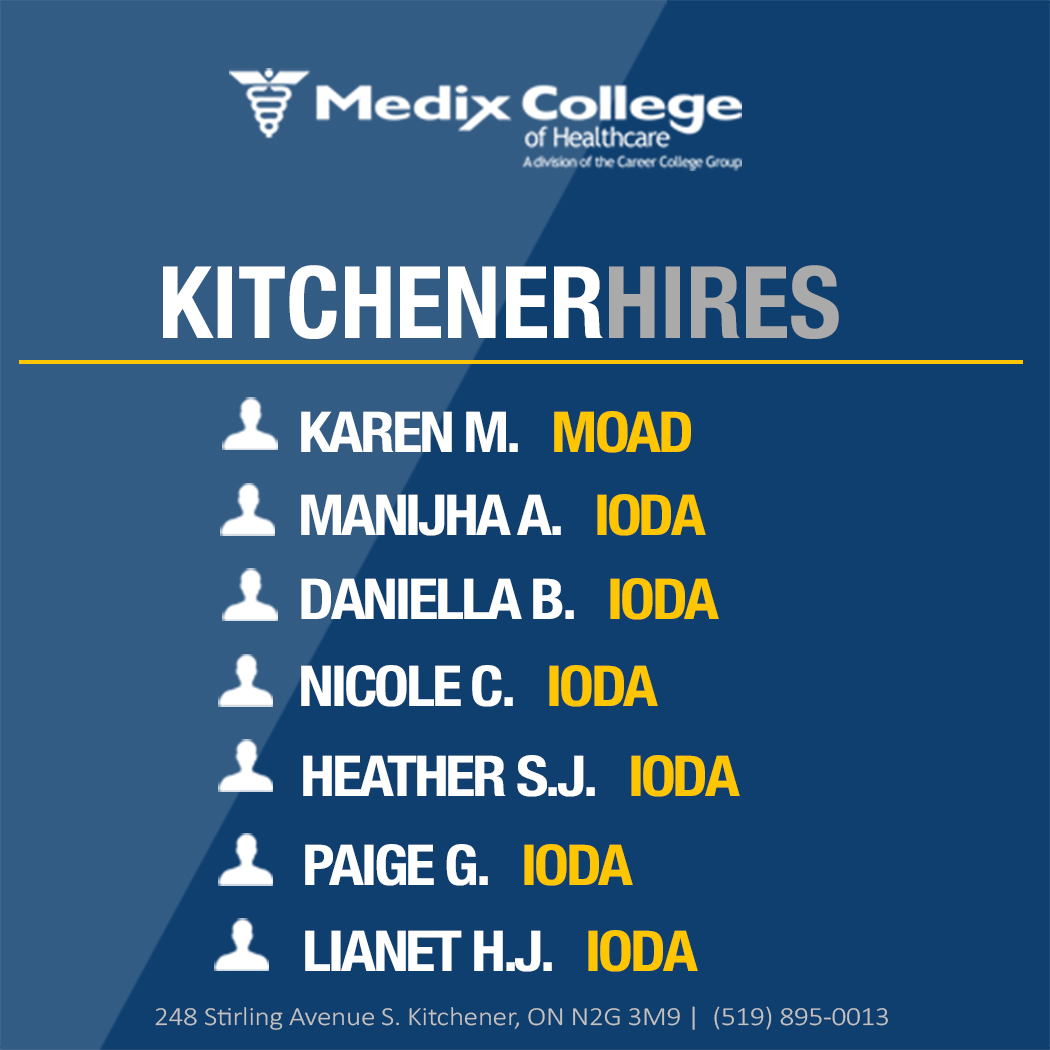 Medix College
of Healthcare
A division of the Career College Group
KITCHENERHIRES
KAREN M. MOAD
MANIJHA A. IODA
DANIELLA B. IODA
NICOLE C. IODA
HEATHER S.J. IODA
PAIGE G. IODA
LIANET H.J. IODA
248 Stirling Avenue S. Kitchener, ON N2G 3M9 | (519) 895-0013